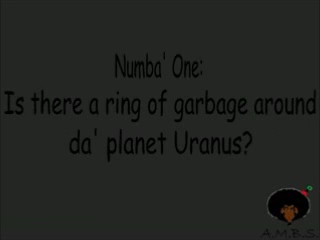 Numba' One:
Is there a ring of garbage around
da' planet Uranus?
A.M.B.S.